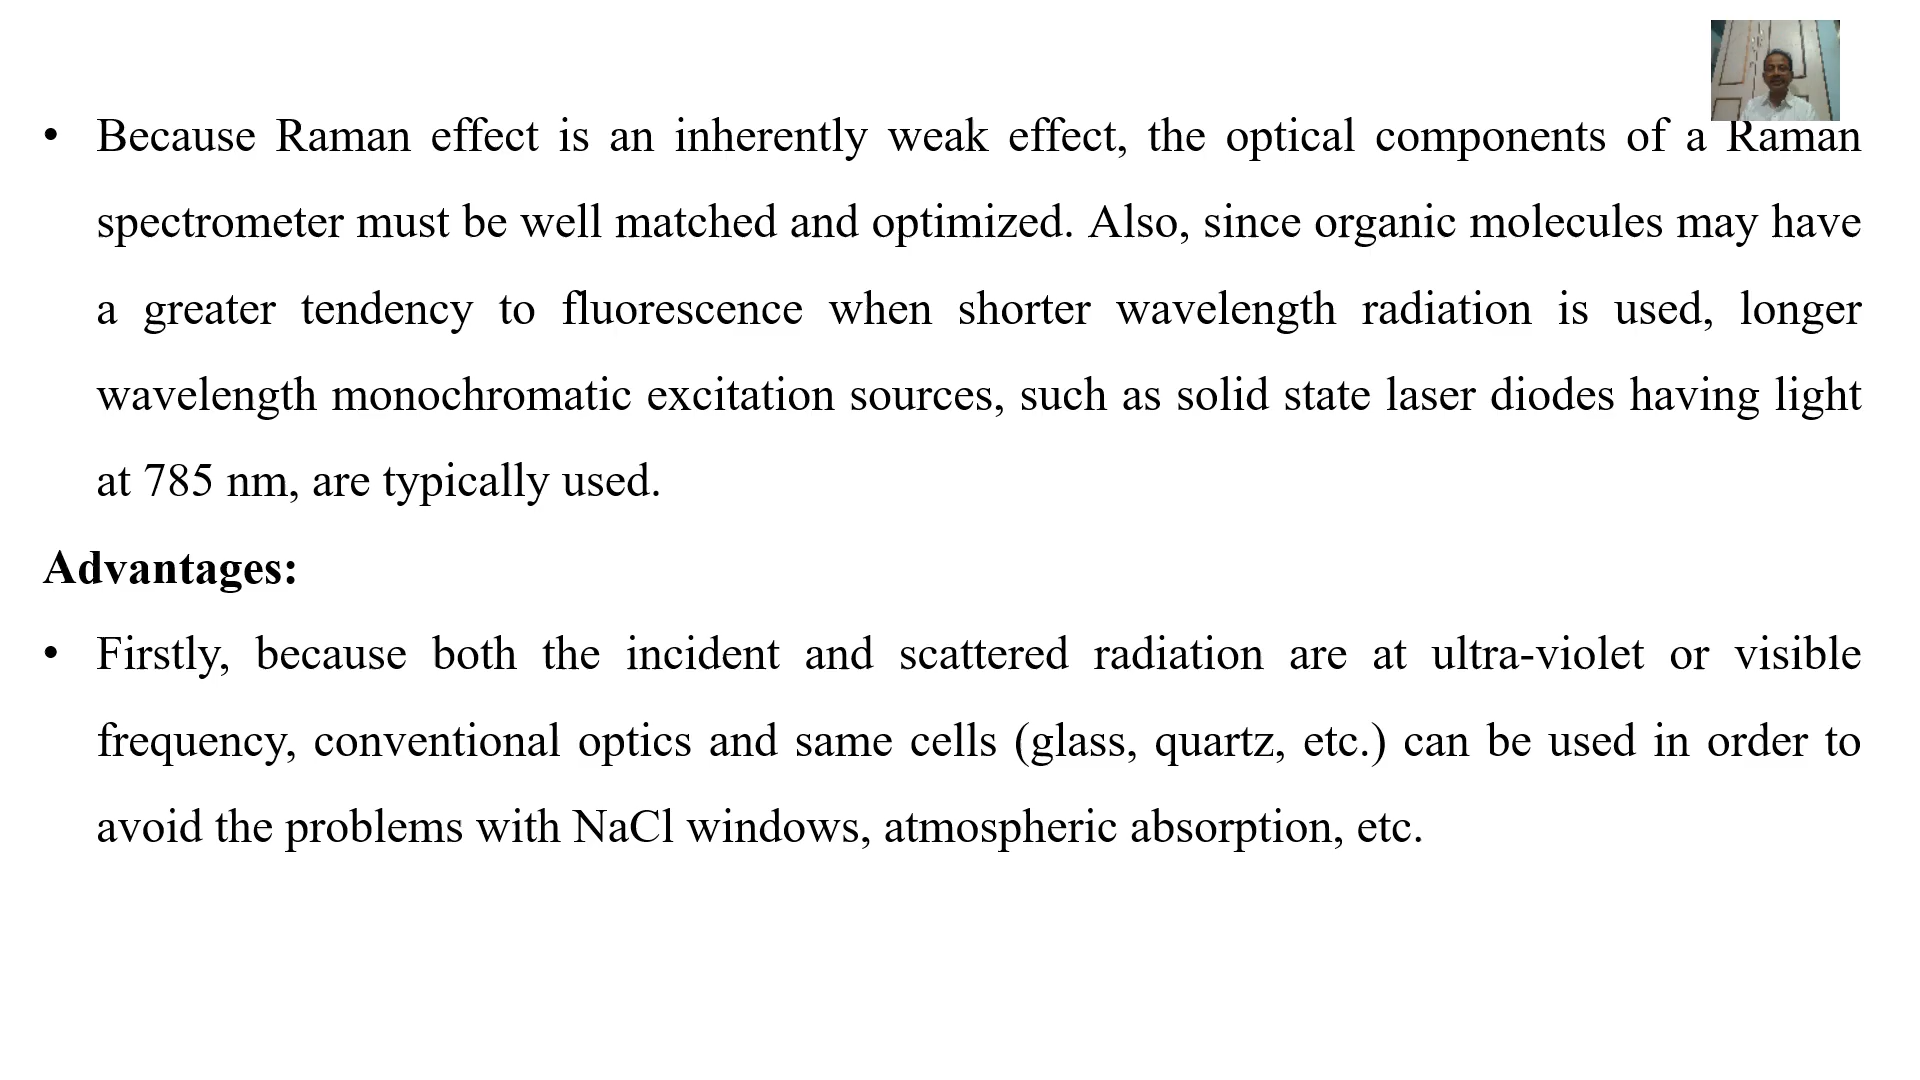 • Because Raman effect is an inherently weak effect, the optical components of a Raman
spectrometer must be well matched and optimized. Also, since organic molecules may have
a greater tendency to fluorescence when shorter wavelength radiation is used, longer
wavelength monochromatic excitation sources, such as solid state laser diodes having light
at 785 nm, are typically used.
Advantages:
• Firstly, because both the incident and scattered radiation are at ultra-violet or visible
frequency, conventional optics and same cells (glass, quartz, etc.) can be used in order to
avoid the problems with NaCl windows, atmospheric absorption, etc.